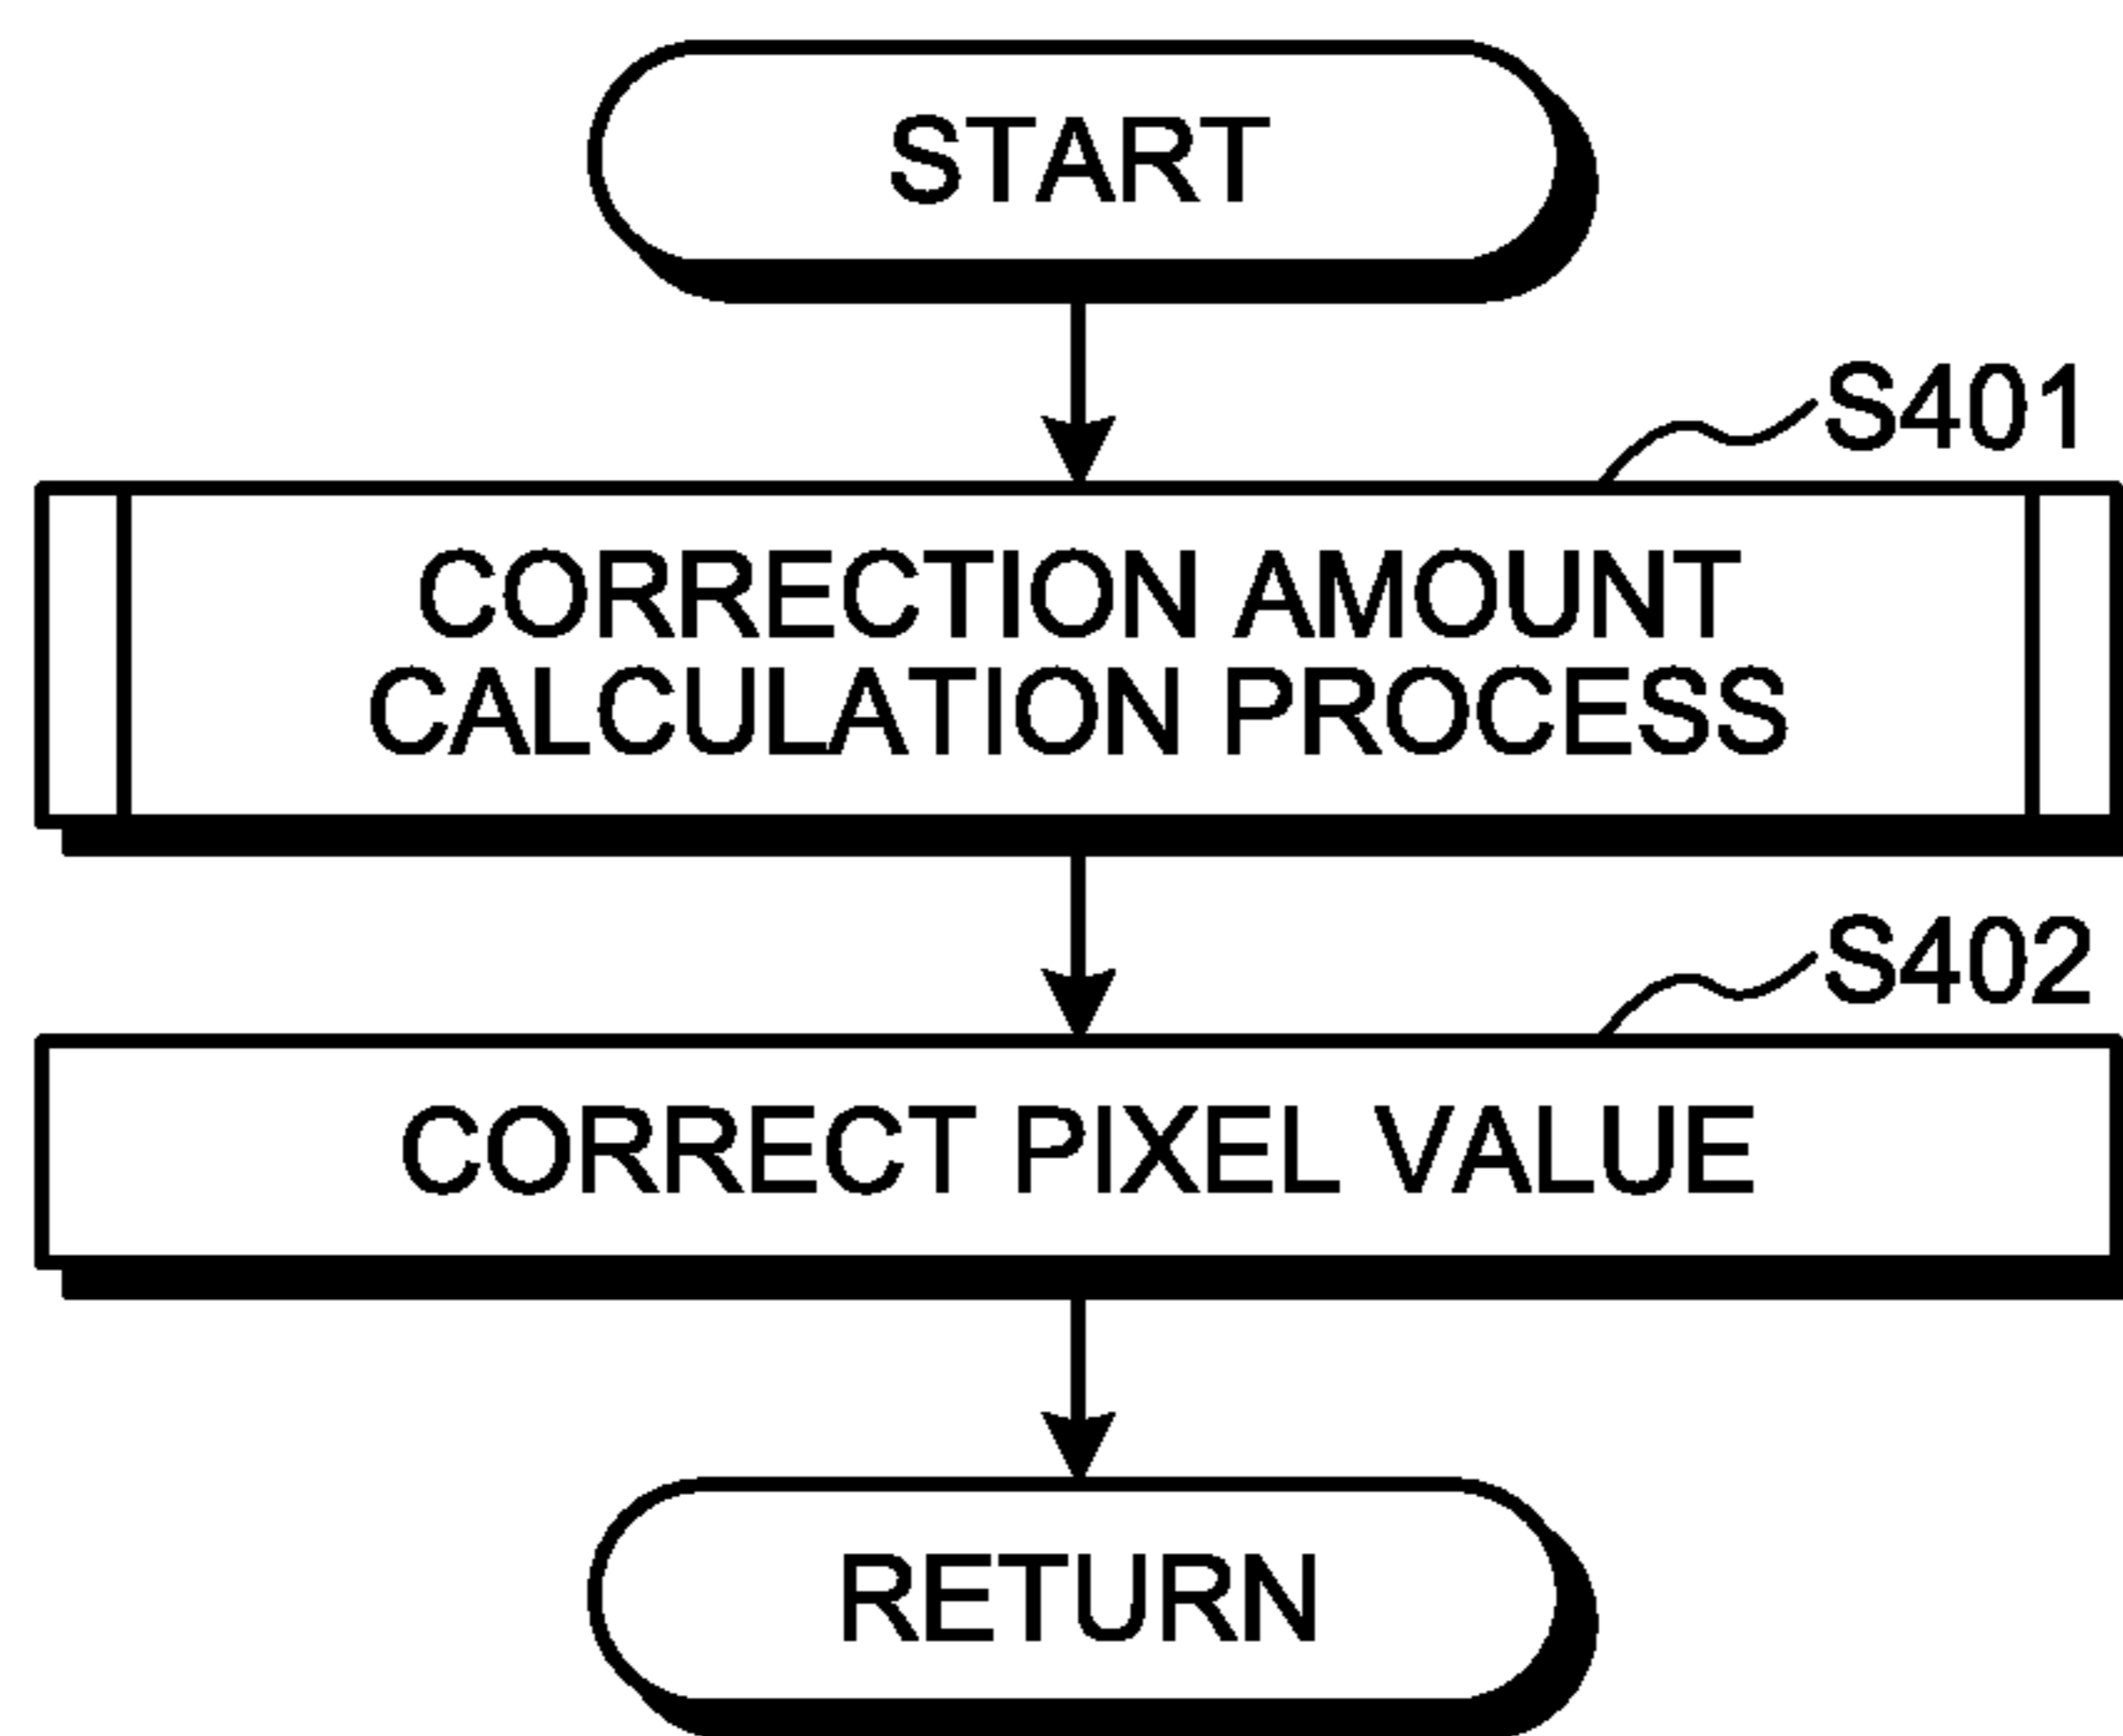 START
S401
CORRECTION AMOUNT
CALCULATION PROCESS
S402
CORRECT PIXEL VALUE
RETURN